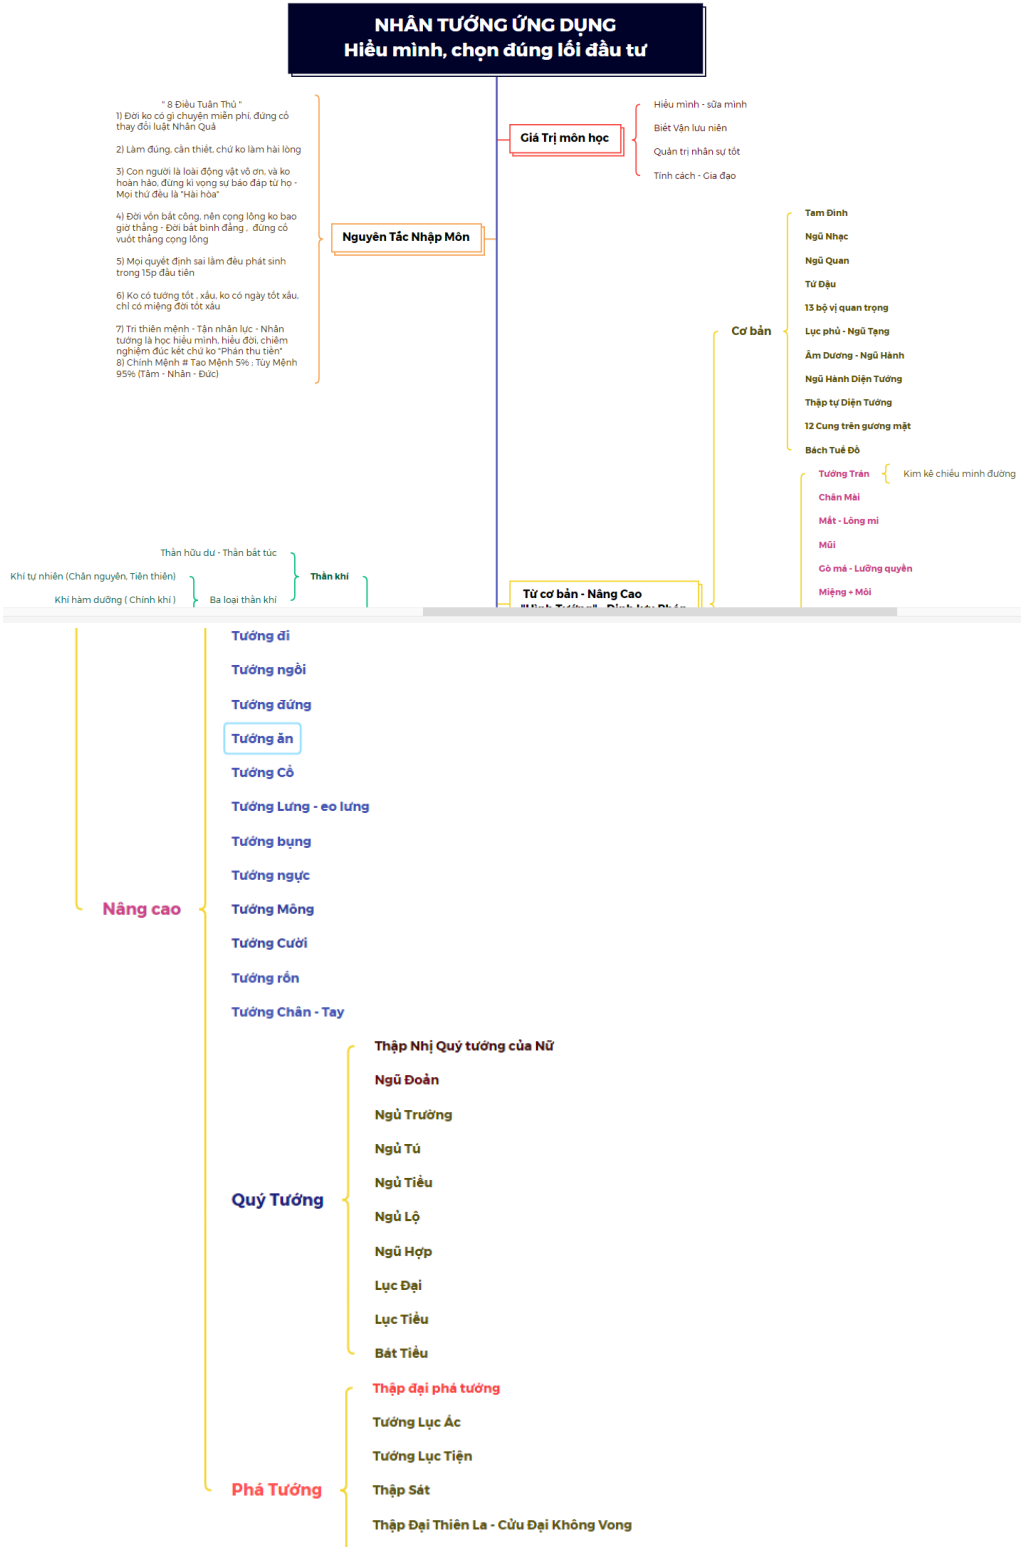 NHÂN TƯỚNG ỨNG DỤNG
Hiểu mình, chọn đúng lối đầu tư
" 8 Điều Tuân Thủ "
1) Đời ko có gì chuyện miễn phí, đừng cố
thay đổi luật Nhân Quả
2) Làm đúng, cần thiết, chứ ko làm hài lòng
3) Con người là loài động vật vô ơn, và ko
hoàn hảo, đừng kì vọng sự báo đáp từ họ -
Mọi thứ đều là "Hài hòa"
4) Đời vốn bất công, nên cọng lông ko bao
giờ thẳng - Đời bất bình đẳng , đừng cố
vuốt thẳng cọng lông
5) Mọi quyết định sai lầm đều phát sinh
trong 15p đầu tiên
6) Ko có tướng tốt , xấu, ko có ngày tốt xấu,
chỉ có miệng đời tốt xấu
7) Tri thiên mệnh - Tận nhân lực - Nhân
tướng là học hiểu mình, hiểu đời, chiêm
nghiệm đúc kết chứ ko "Phán thu tiền"
8) Chính Mệnh # Tạo Mệnh 5% ; Tùy Mệnh
95% (Tâm - Nhân - Đức)
Nguyên Tắc Nhập Môn
Giá Trị môn học
Hiểu mình - sữa mình
Biết Vận lưu niên
Quản trị nhân sự tốt
Tính cách - Gia đạo
Cơ bản
Tam Đình
Ngũ Nhạc
Ngũ Quan
Tứ Đậu
13 bộ vị quan trọng
Lục phủ - Ngũ Tạng
Âm Dương - Ngũ Hành
Ngũ Hành Diện Tướng
Thập tự Diện Tướng
12 Cung trên gương mặt
Bách Tuế Đồ
Tướng Trán
Kim kê chiếu minh đường
Chân Mài
Mắt - Lông mi
Mũi
Gò má - Lưỡng quyền
Miệng + Môi
Thần hữu dư - Thần bất túc
Khí tự nhiên (Chân nguyên, Tiên thiên)
Khí hàm dưỡng ( Chính khí )
Ba loại thần khí
Thần khí
Từ cơ bản - Nâng Cao
"Hình Tướng" - Định lưu Pháp
Nâng cao
Tướng đi
Tướng ngồi
Tướng đứng
Tướng ăn
Tướng Cổ
Tướng Lưng - eo lưng
Tướng bụng
Tướng ngực
Tướng Mông
Tướng Cười
Tướng rốn
Tướng Chân - Tay
Quý Tướng
Thập Nhị Quý tướng của Nữ
Ngũ Đoản
Ngủ Trường
Ngủ Tú
Ngủ Tiểu
Ngủ Lộ
Ngũ Hợp
Lục Đại
Lục Tiểu
Bát Tiểu
Phá Tướng
Thập đại phá tướng
Tướng Lục Ác
Tướng Lục Tiện
Thập Sát
Thập Đại Thiên La - Cửu Đại Không Vong